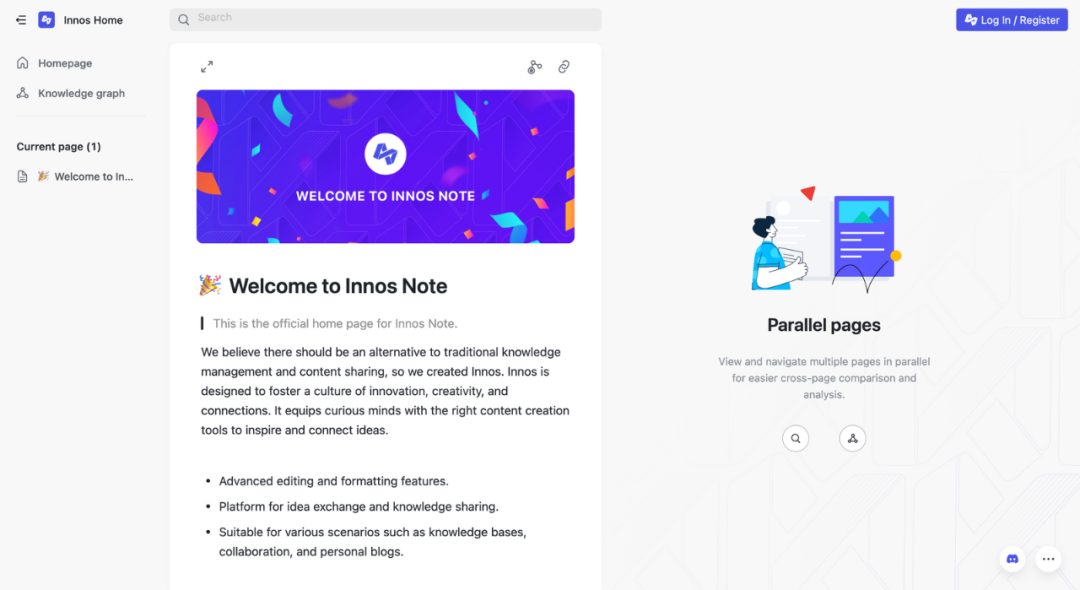 Innos Home
Search
Log In / Register
Homepage
Knowledge graph
Current page (1)
Welcome to In...
WELCOME TO INNOS NOTE
Welcome to Innos Note
This is the official home page for Innos Note.
We believe there should be an alternative to traditional knowledge
management and content sharing, so we created Innos. Innos is
designed to foster a culture of innovation, creativity, and
connections. It equips curious minds with the right content creation
tools to inspire and connect ideas.
• Advanced editing and formatting features.
• Platform for idea exchange and knowledge sharing.
• Suitable for various scenarios such as knowledge bases,
collaboration, and personal blogs.
Parallel pages
View and navigate multiple pages in parallel
for easier cross-page comparison and
analysis.